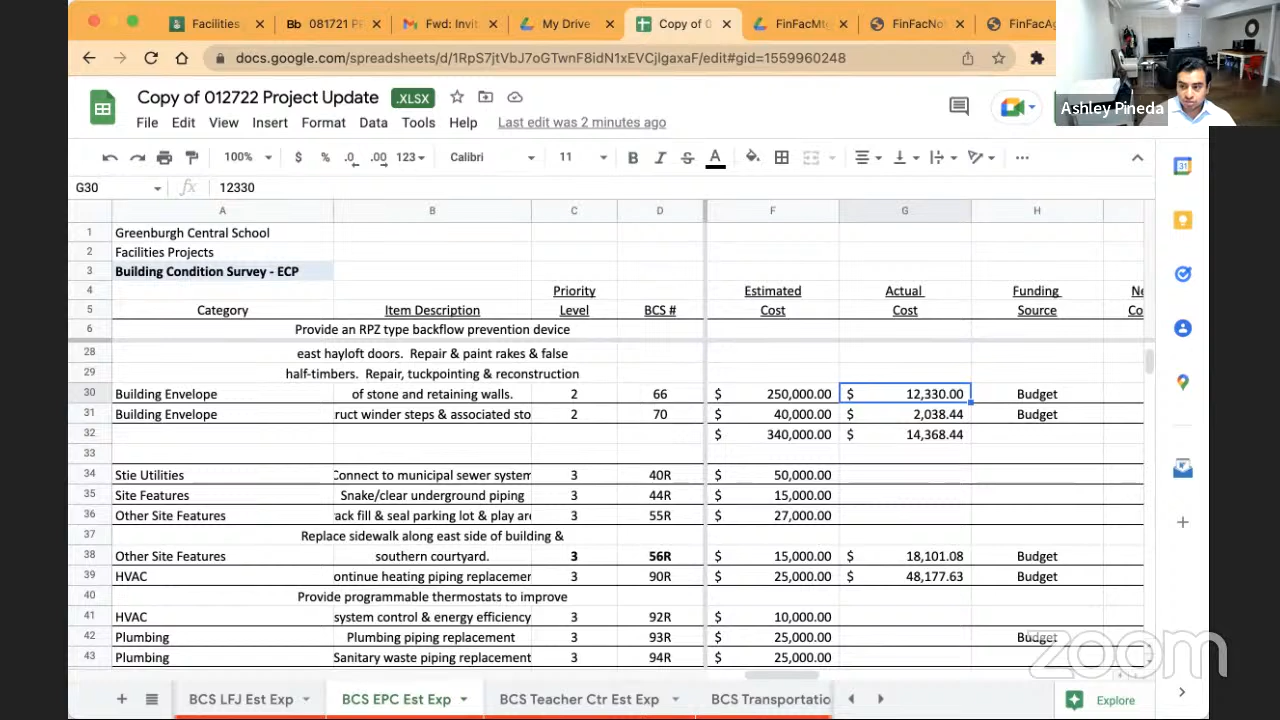 Facilities
Bb 081721 P
Fwd: Invi
My Drive
Copy of 0
FinFacMt
FinFacNo
FinFacA
docs.google.com/spreadsheets/d/1RpS7jtVbJ7oGTwnF8idN1xEVCjIgaxaF/edit#gid=1559960248
Ashley Pineda
Copy of 012722 Project Update .XLSX
File Edit View Insert Format Data Tools Help Last edit was 2 minutes ago
100% $ % .0 .00 123 Calibri 11 B I S A
G30 fx 12330
A B C D F G H
1 Greenburgh Central School
2 Facilities Projects
3 Building Condition Survey - ECP
4 Priority Estimated Actual Funding
5 Category Item Description Level BCS # Cost Cost Source
6 Provide an RPZ type backflow prevention device
28 east hayloft doors. Repair & paint rakes & false
29 half-timbers. Repair, tuckpointing & reconstruction
30 Building Envelope of stone and retaining walls. 2 66 $ 250,000.00 $ 12,330.00 Budget
31 Building Envelope ruct winder steps & associated sto 2 70 $ 40,000.00 $ 2,038.44 Budget
32 $ 340,000.00 $ 14,368.44
33
34 Stie Utilities Connect to municipal sewer system 3 40R $ 50,000.00
35 Site Features Snake/clear underground piping 3 44R $ 15,000.00
36 Other Site Features ack fill & seal parking lot & play are 3 55R $ 27,000.00
37 Replace sidewalk along east side of building &
38 Other Site Features southern courtyard. 3 56R $ 15,000.00 $ 18,101.08 Budget
39 HVAC ontinue heating piping replacemen 3 90R $ 25,000.00 $ 48,177.63 Budget
40 Provide programmable thermostats to improve
41 HVAC system control & energy efficiency 3 92R $ 10,000.00
42 Plumbing Plumbing piping replacement 3 93R $ 25,000.00 Budget
43 Plumbing Sanitary waste piping replacement 3 94R $ 25,000.00
zoom
BCS LFJ Est Exp BCS EPC Est Exp BCS Teacher Ctr Est Exp BCS Transportatio Explore